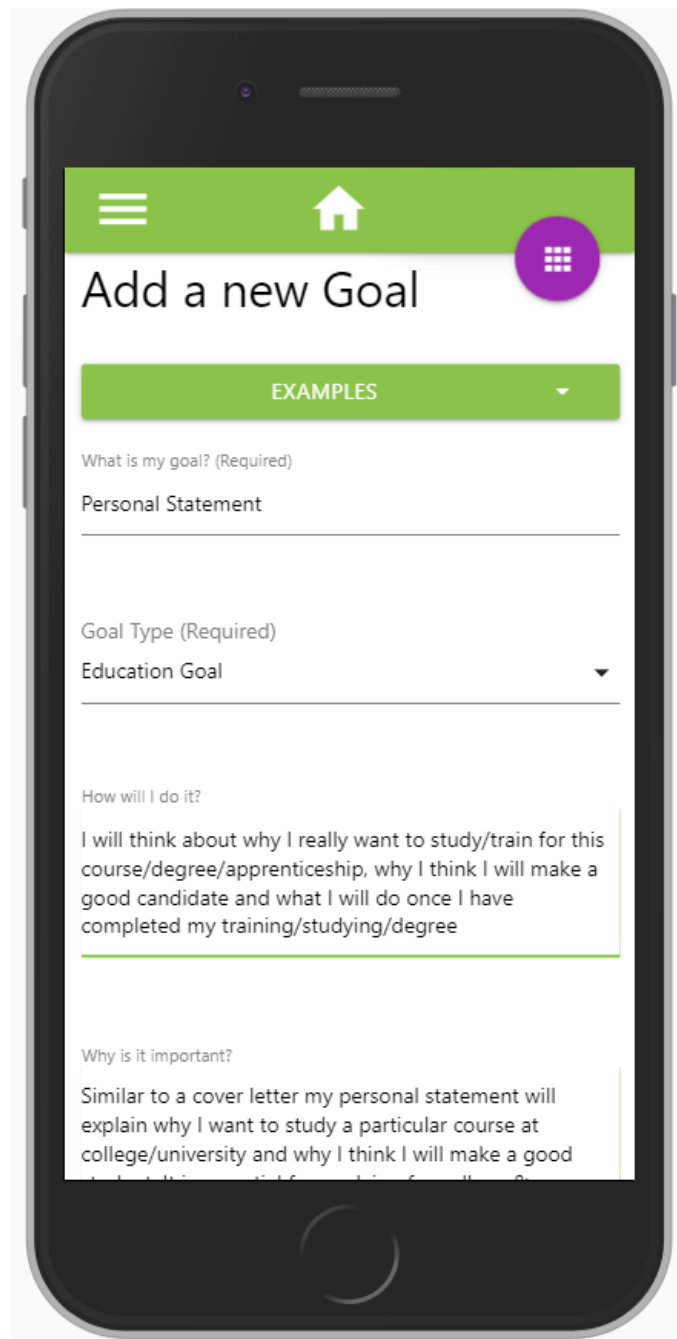 Add a new Goal
EXAMPLES
What is my goal? (Required)
Personal Statement
Goal Type (Required)
Education Goal
How will I do it?
I will think about why I really want to study/train for this
course/degree/apprenticeship, why I think I will make a
good candidate and what I will do once I have
completed my training/studying/degree
Why is it important?
Similar to a cover letter my personal statement will
explain why I want to study a particular course at
college/university and why I think I will make a good